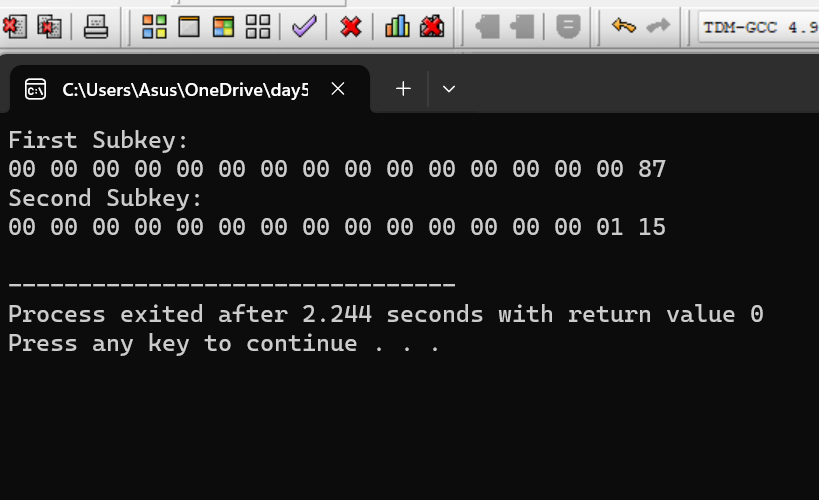 TDM-GCC 4.9
C:\Users\Asus\OneDrive\day5
First Subkey:
00 00 00 00 00 00 00 00 00 00 00 00 00 00 00 87
Second Subkey:
00 00 00 00 00 00 00 00 00 00 00 00 00 00 01 15
--------------------------------
Process exited after 2.244 seconds with return value 0
Press any key to continue . . .